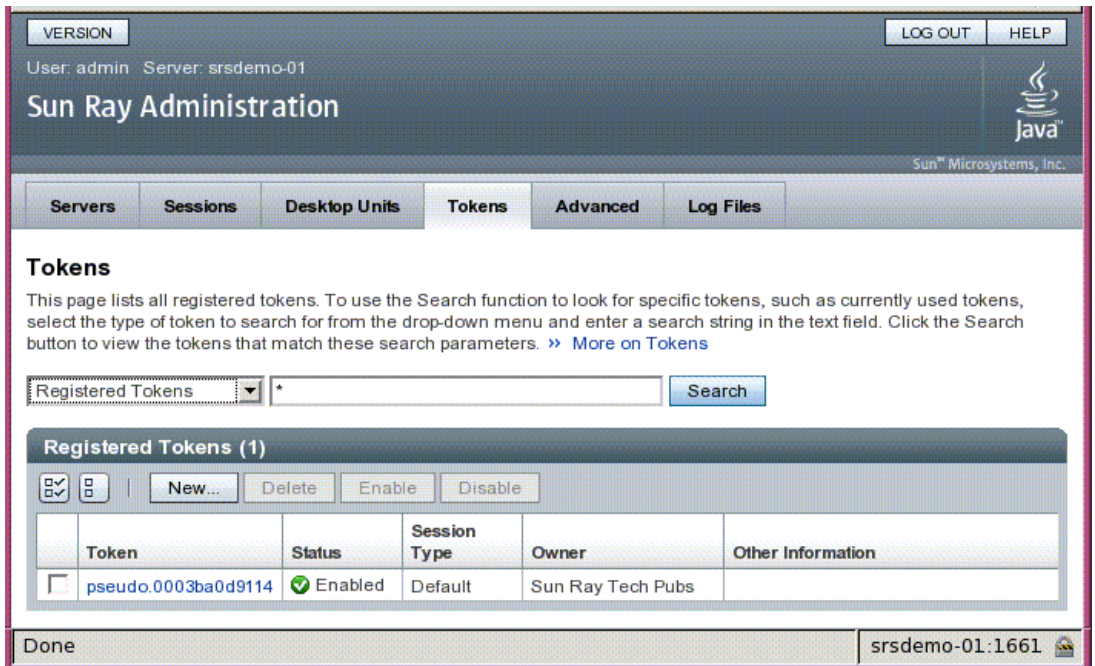 VERSION
LOG OUT
HELP
User: admin Server: srsdemo-01
Sun Ray Administration
Java™
Sun™ Microsystems, Inc.
Servers
Sessions
Desktop Units
Tokens
Advanced
Log Files
Tokens
This page lists all registered tokens. To use the Search function to look for specific tokens, such as currently used tokens,
select the type of token to search for from the drop-down menu and enter a search string in the text field. Click the Search
button to view the tokens that match these search parameters. » More on Tokens
Registered Tokens
*
Search
Registered Tokens (1)
New...
Delete
Enable
Disable
Token
Status
Session
Type
Owner
Other Information
pseudo.0003ba0d9114
Enabled
Default
Sun Ray Tech Pubs
Done
srsdemo-01:1661